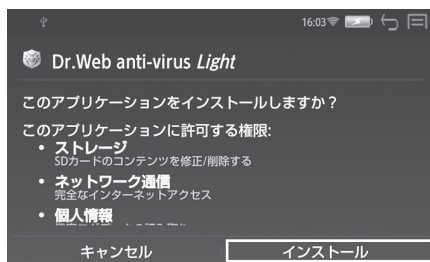 16:03
Dr.Web anti-virus Light
このアプリケーションをインストールしますか？
このアプリケーションに許可する権限:
• ストレージ
SDカードのコンテンツを修正/削除する
• ネットワーク通信
完全なインターネットアクセス
• 個人情報
キャンセル
インストール